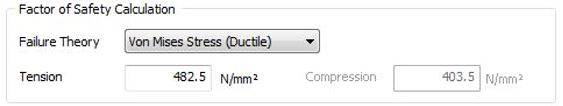 Factor of Safety Calculation
Failure Theory Von Mises Stress (Ductile)
Tension 482.5 N/mm² Compression 403.5 N/mm²